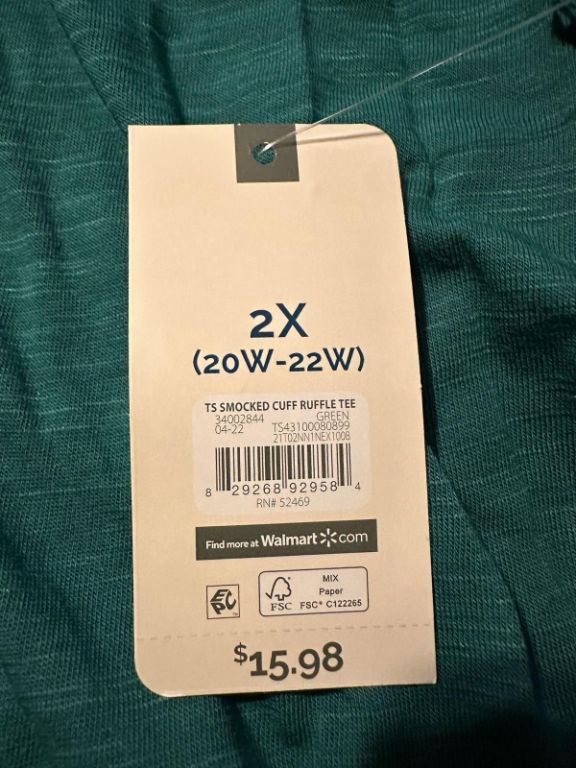 2X
(20W-22W)
TS SMOCKED CUFF RUFFLE TEE
34002844 GREEN
04-22 TS43100080899
21T02NN1NEX1008
8 29268 92958 4
RN# 52469
Find more at Walmart.com
EPC
FSC
MIX
Paper
FSC® C122265
$15.98